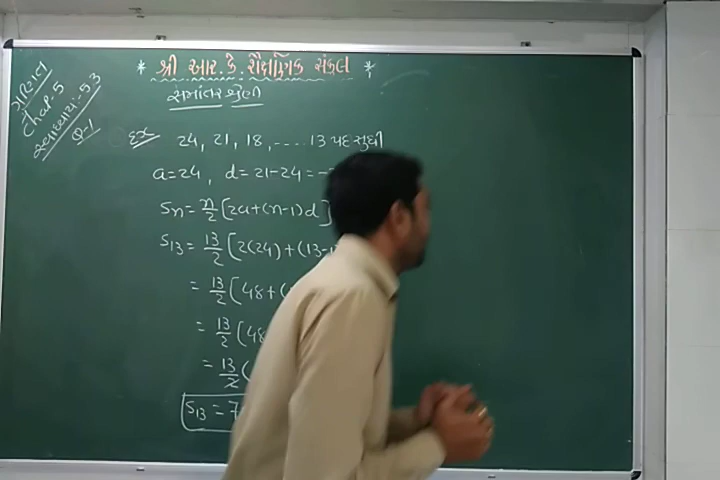 * શ્રી આર. કે. શૈક્ષણિક સંકુલ *
સમાંતર શ્રેણી
ગણિત
Chap-5
સ્વાધ્યાય:- 5.3
Q-1
24, 21, 18, ..... 13 પદ સુધી
a=24, d= 21-24 = -
Sn= n/2 [2a+(n-1)d]
S13 = 13/2 [2(24)+(13-
= 13/2 (48+(
= 13/2 (48
= 13/2 (
S13 = 7